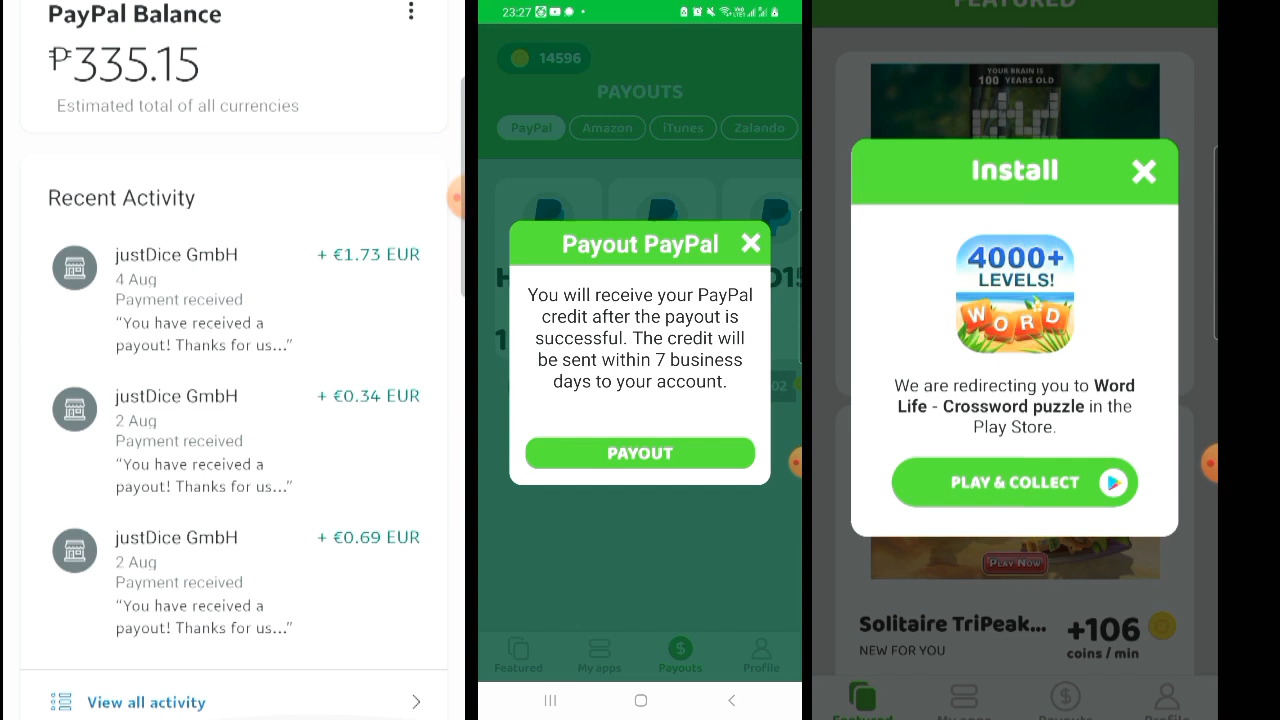 PayPal Balance
₱335.15
Estimated total of all currencies
Recent Activity
justDice GmbH + €1.73 EUR
4 Aug
Payment received
“You have received a
payout! Thanks for us...”
justDice GmbH + €0.34 EUR
2 Aug
Payment received
“You have received a
payout! Thanks for us...”
justDice GmbH + €0.69 EUR
2 Aug
Payment received
“You have received a
payout! Thanks for us...”
View all activity
23:27
14596
PAYOUTS
PayPal Amazon iTunes Zalando
Payout PayPal
You will receive your PayPal
credit after the payout is
successful. The credit will
be sent within 7 business
days to your account.
PAYOUT
Featured My apps Payouts Profile
FEATURED
YOUR BRAIN IS
100 YEARS OLD
Install
4000+
LEVELS!
WORD
We are redirecting you to Word
Life - Crossword puzzle in the
Play Store.
PLAY & COLLECT
PLAY NOW
Solitaire TriPeak... +106
NEW FOR YOU coins / min
Featured My apps Payouts Profile